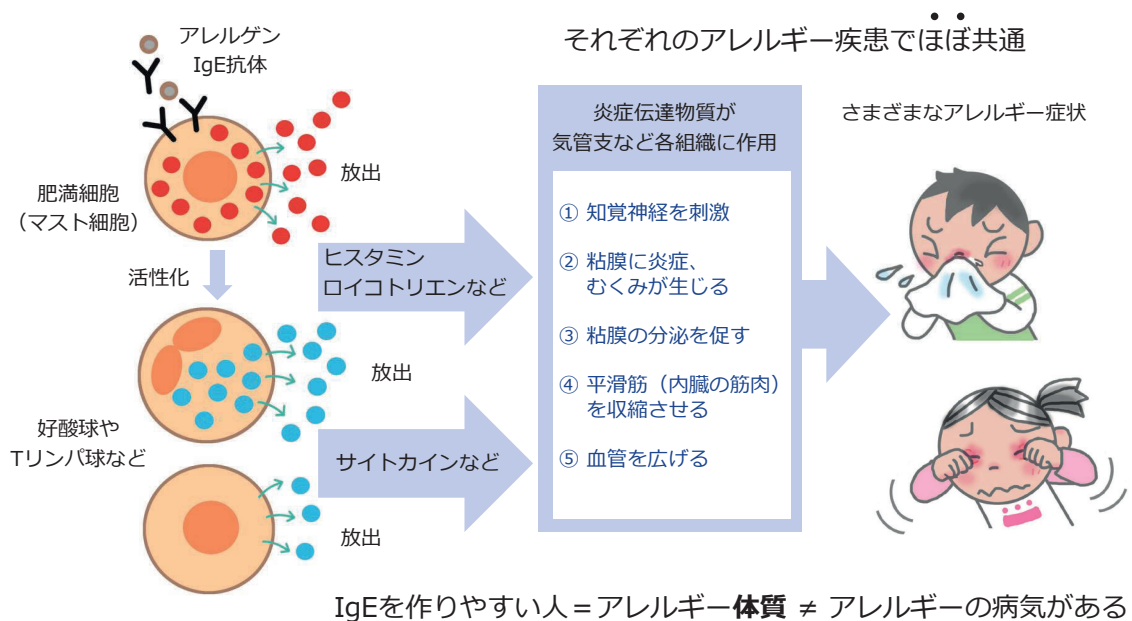 それぞれのアレルギー疾患でほぼ共通
アレルゲン
IgE抗体
放出
肥満細胞
（マスト細胞）
活性化
ヒスタミン
ロイコトリエンなど
放出
好酸球や
Tリンパ球など
サイトカインなど
放出
炎症伝達物質が
気管支など各組織に作用
① 知覚神経を刺激
② 粘膜に炎症、
むくみが生じる
③ 粘膜の分泌を促す
④ 平滑筋（内臓の筋肉）
を収縮させる
⑤ 血管を広げる
さまざまなアレルギー症状
IgEを作りやすい人＝アレルギー体質 ≠ アレルギーの病気がある